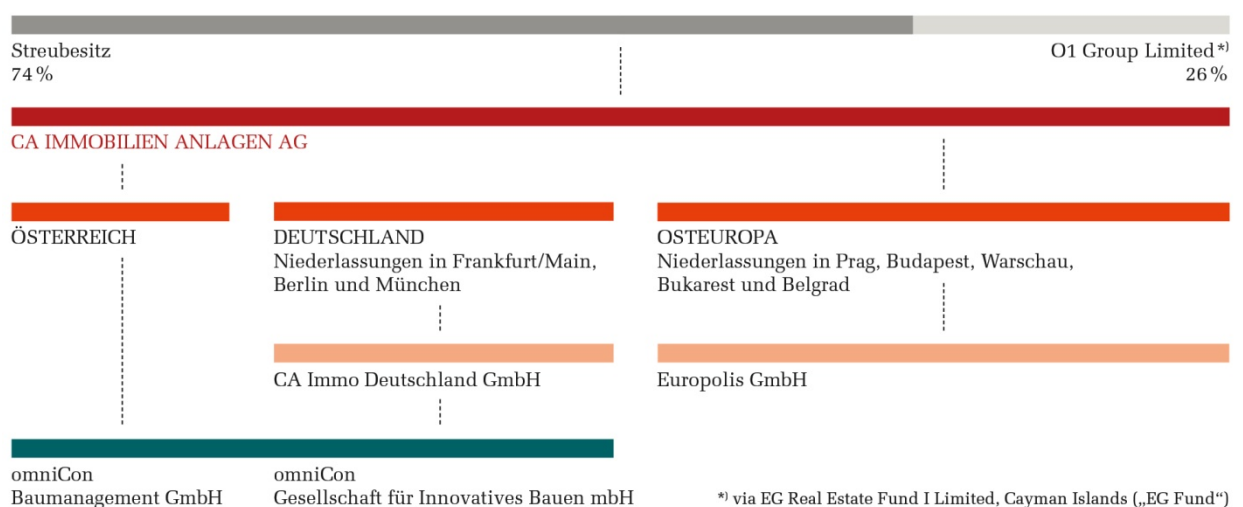 Streubesitz
74 %
O1 Group Limited *)
26 %
CA IMMOBILIEN ANLAGEN AG
ÖSTERREICH
DEUTSCHLAND
Niederlassungen in Frankfurt/Main,
Berlin und München
OSTEUROPA
Niederlassungen in Prag, Budapest, Warschau,
Bukarest und Belgrad
CA Immo Deutschland GmbH
Europolis GmbH
omniCon
Baumanagement GmbH
omniCon
Gesellschaft für Innovatives Bauen mbH
*) via EG Real Estate Fund I Limited, Cayman Islands („EG Fund“)